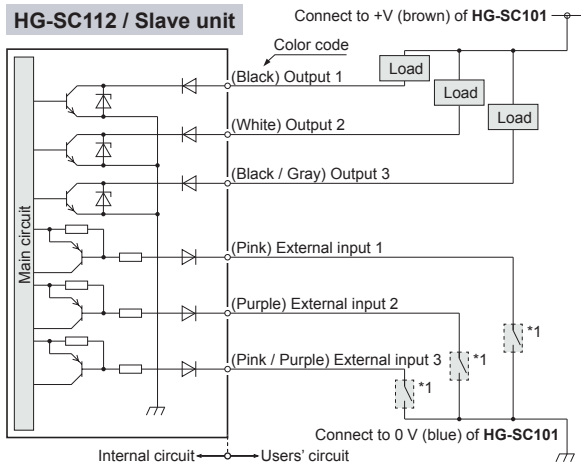 HG-SC112 / Slave unit
Connect to +V (brown) of HG-SC101
Color code
Load
Load
Load
(Black) Output 1
(White) Output 2
(Black / Gray) Output 3
Main circuit
(Pink) External input 1
(Purple) External input 2
(Pink / Purple) External input 3
*1
*1
*1
Connect to 0 V (blue) of HG-SC101
Internal circuit
Users' circuit